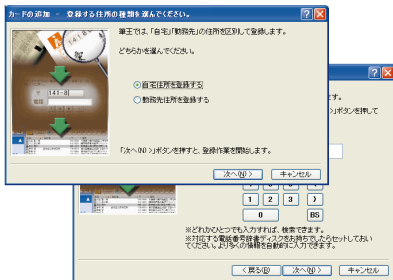 カードの追加 － 登録する住所の種類を選んでください。
筆王では、「自宅」「勤務先」の住所を区別して登録します。
どちらかを選んでください。
自宅住所を登録する
勤務先住所を登録する
「次へ(N) >」ボタンを押すと、登録作業を開始します。
次へ(N) >
キャンセル
〒 141-8
電話
ます。
>」ボタンを押して
1 2 3 )
0 BS
※どれかひとつでも入力すれば、検索できます。
※対応する電話番号辞書ディスクをお持ちでしたらセットしておい
てください。より多くの情報を自動的に入力できます。
< 戻る(B)
次へ(N) >
キャンセル